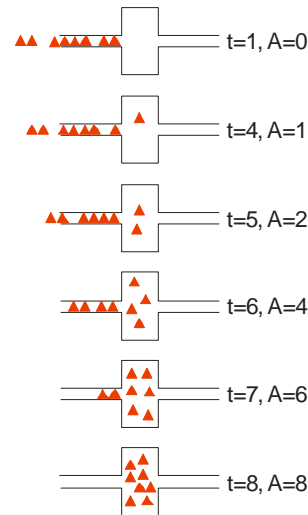 t=1, A=0
t=4, A=1
t=5, A=2
t=6, A=4
t=7, A=6
t=8, A=8